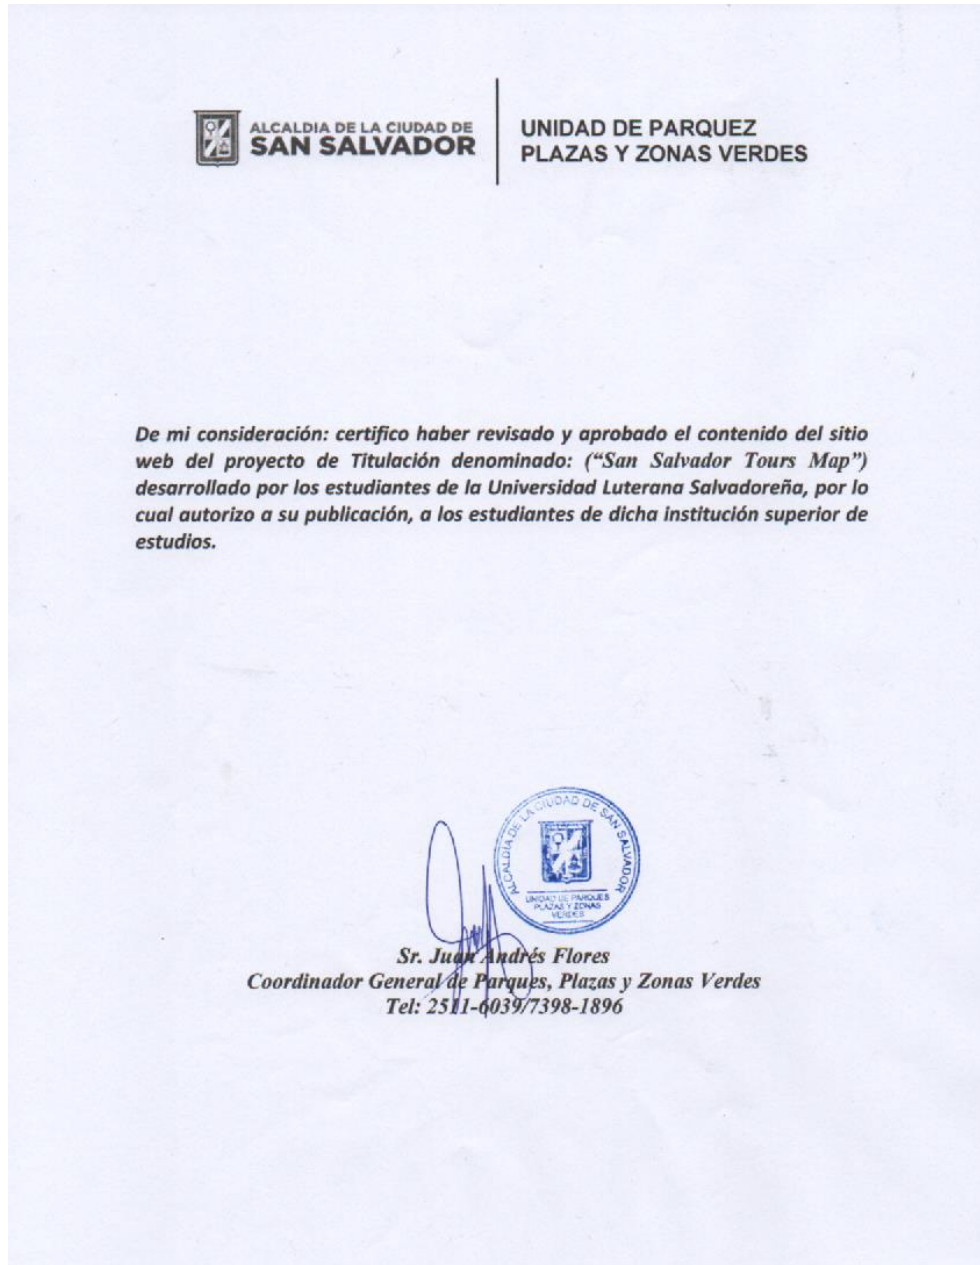 ALCALDIA DE LA CIUDAD DE
SAN SALVADOR
UNIDAD DE PARQUEZ
PLAZAS Y ZONAS VERDES
De mi consideración: certifico haber revisado y aprobado el contenido del sitio
web del proyecto de Titulación denominado: (“San Salvador Tours Map”)
desarrollado por los estudiantes de la Universidad Luterana Salvadoreña, por lo
cual autorizo a su publicación, a los estudiantes de dicha institución superior de
estudios.
ALCALDIA DE LA CIUDAD DE SAN SALVADOR
UNIDAD DE PARQUES
PLAZAS Y ZONAS
VERDES
Sr. Juan Andrés Flores
Coordinador General de Parques, Plazas y Zonas Verdes
Tel: 2511-6039/7398-1896